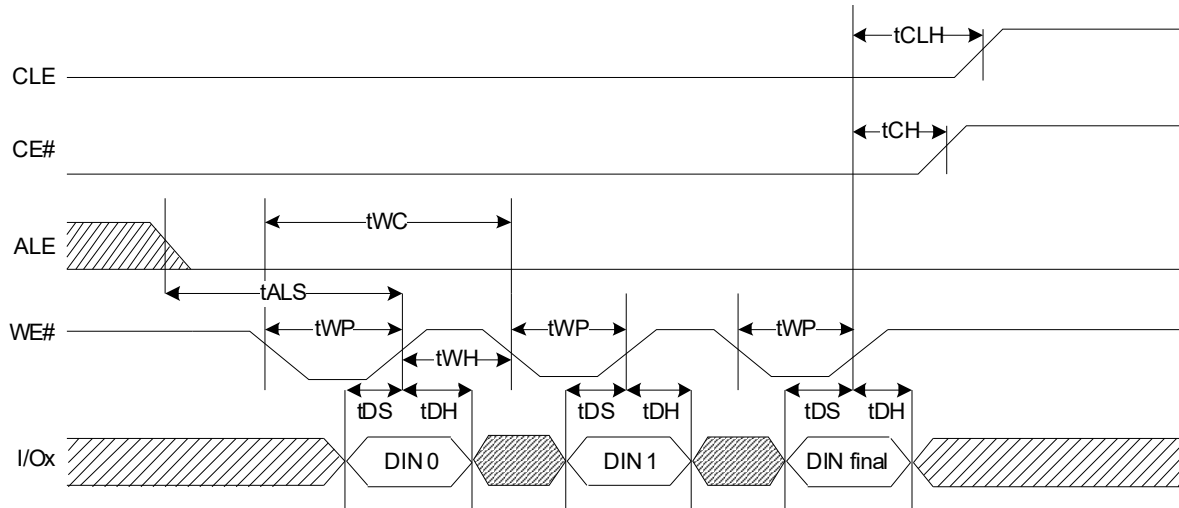 tCLH
CLE
tCH
CE#
tWC
ALE
tALS
WE#
tWP
tWP
tWP
tWH
tDS
tDH
tDS
tDH
tDS
tDH
I/Ox
DIN 0
DIN 1
DIN final